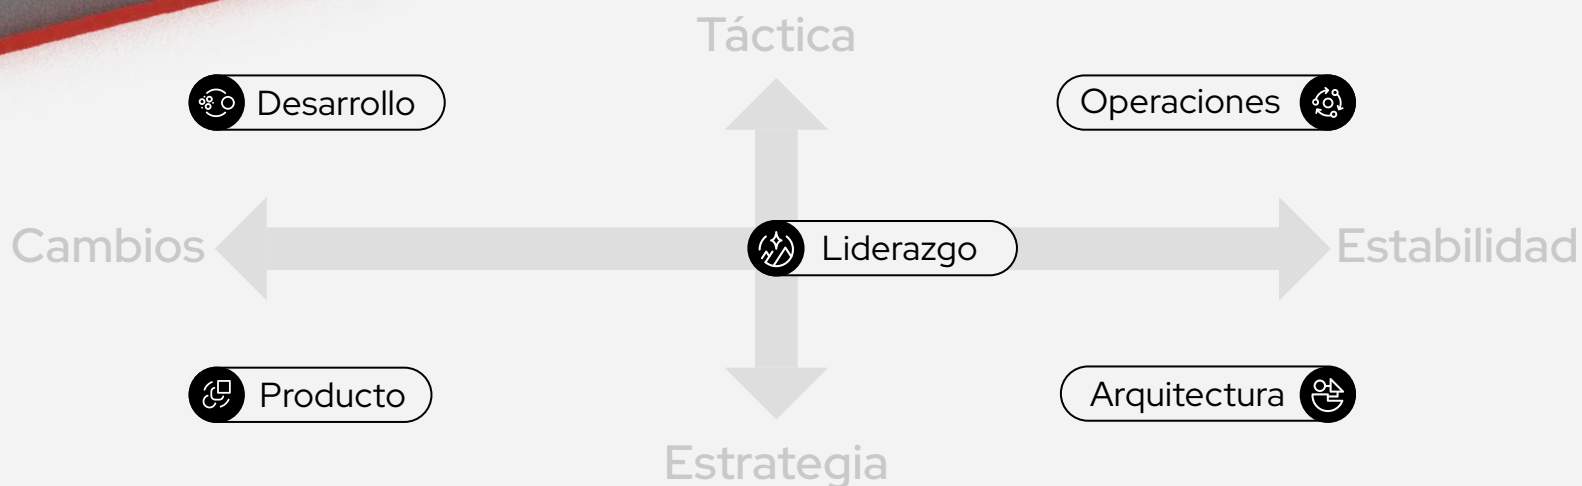 Táctica
Desarrollo
Operaciones
Cambios
Liderazgo
Estabilidad
Producto
Arquitectura
Estrategia